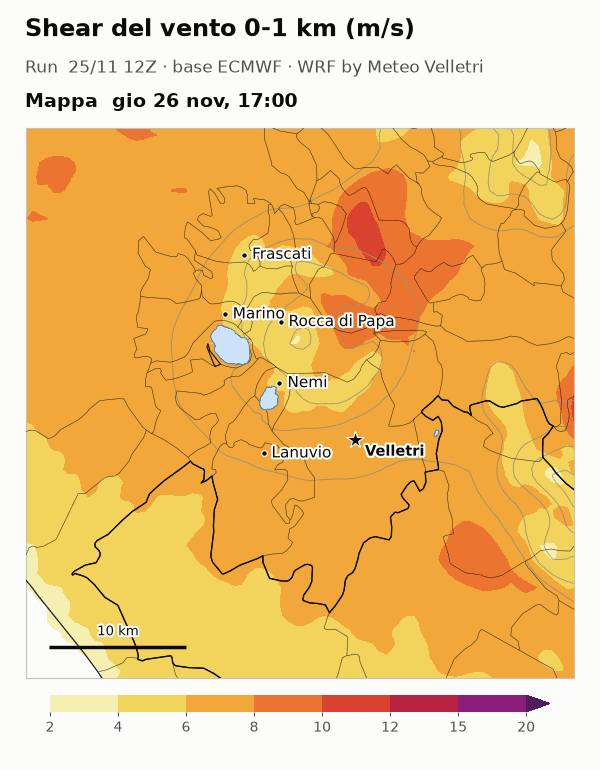 Shear del vento 0-1 km (m/s)
Run  25/11 12Z · base ECMWF · WRF by Meteo Velletri
Mappa  gio 26 nov, 17:00
Frascati
Marino
Rocca di Papa
Nemi
Velletri
Lanuvio
10 km
2 4 6 8 10 12 15 20